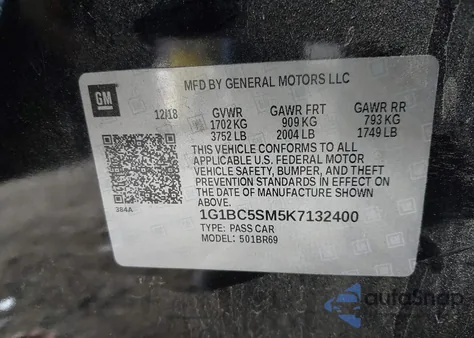 MFD BY GENERAL MOTORS LLC
GM
12/18 GVWR GAWR FRT GAWR RR
1702 KG 909 KG 793 KG
3752 LB 2004 LB 1749 LB
THIS VEHICLE CONFORMS TO ALL
APPLICABLE U.S. FEDERAL MOTOR
VEHICLE SAFETY, BUMPER, AND THEFT
PREVENTION STANDARDS IN EFFECT ON
THE DATE OF MANUFACTURE SHOWN
ABOVE.
384A
1G1BC5SM5K7132400
TYPE: PASS CAR
MODEL: 501BR69
autoSnap